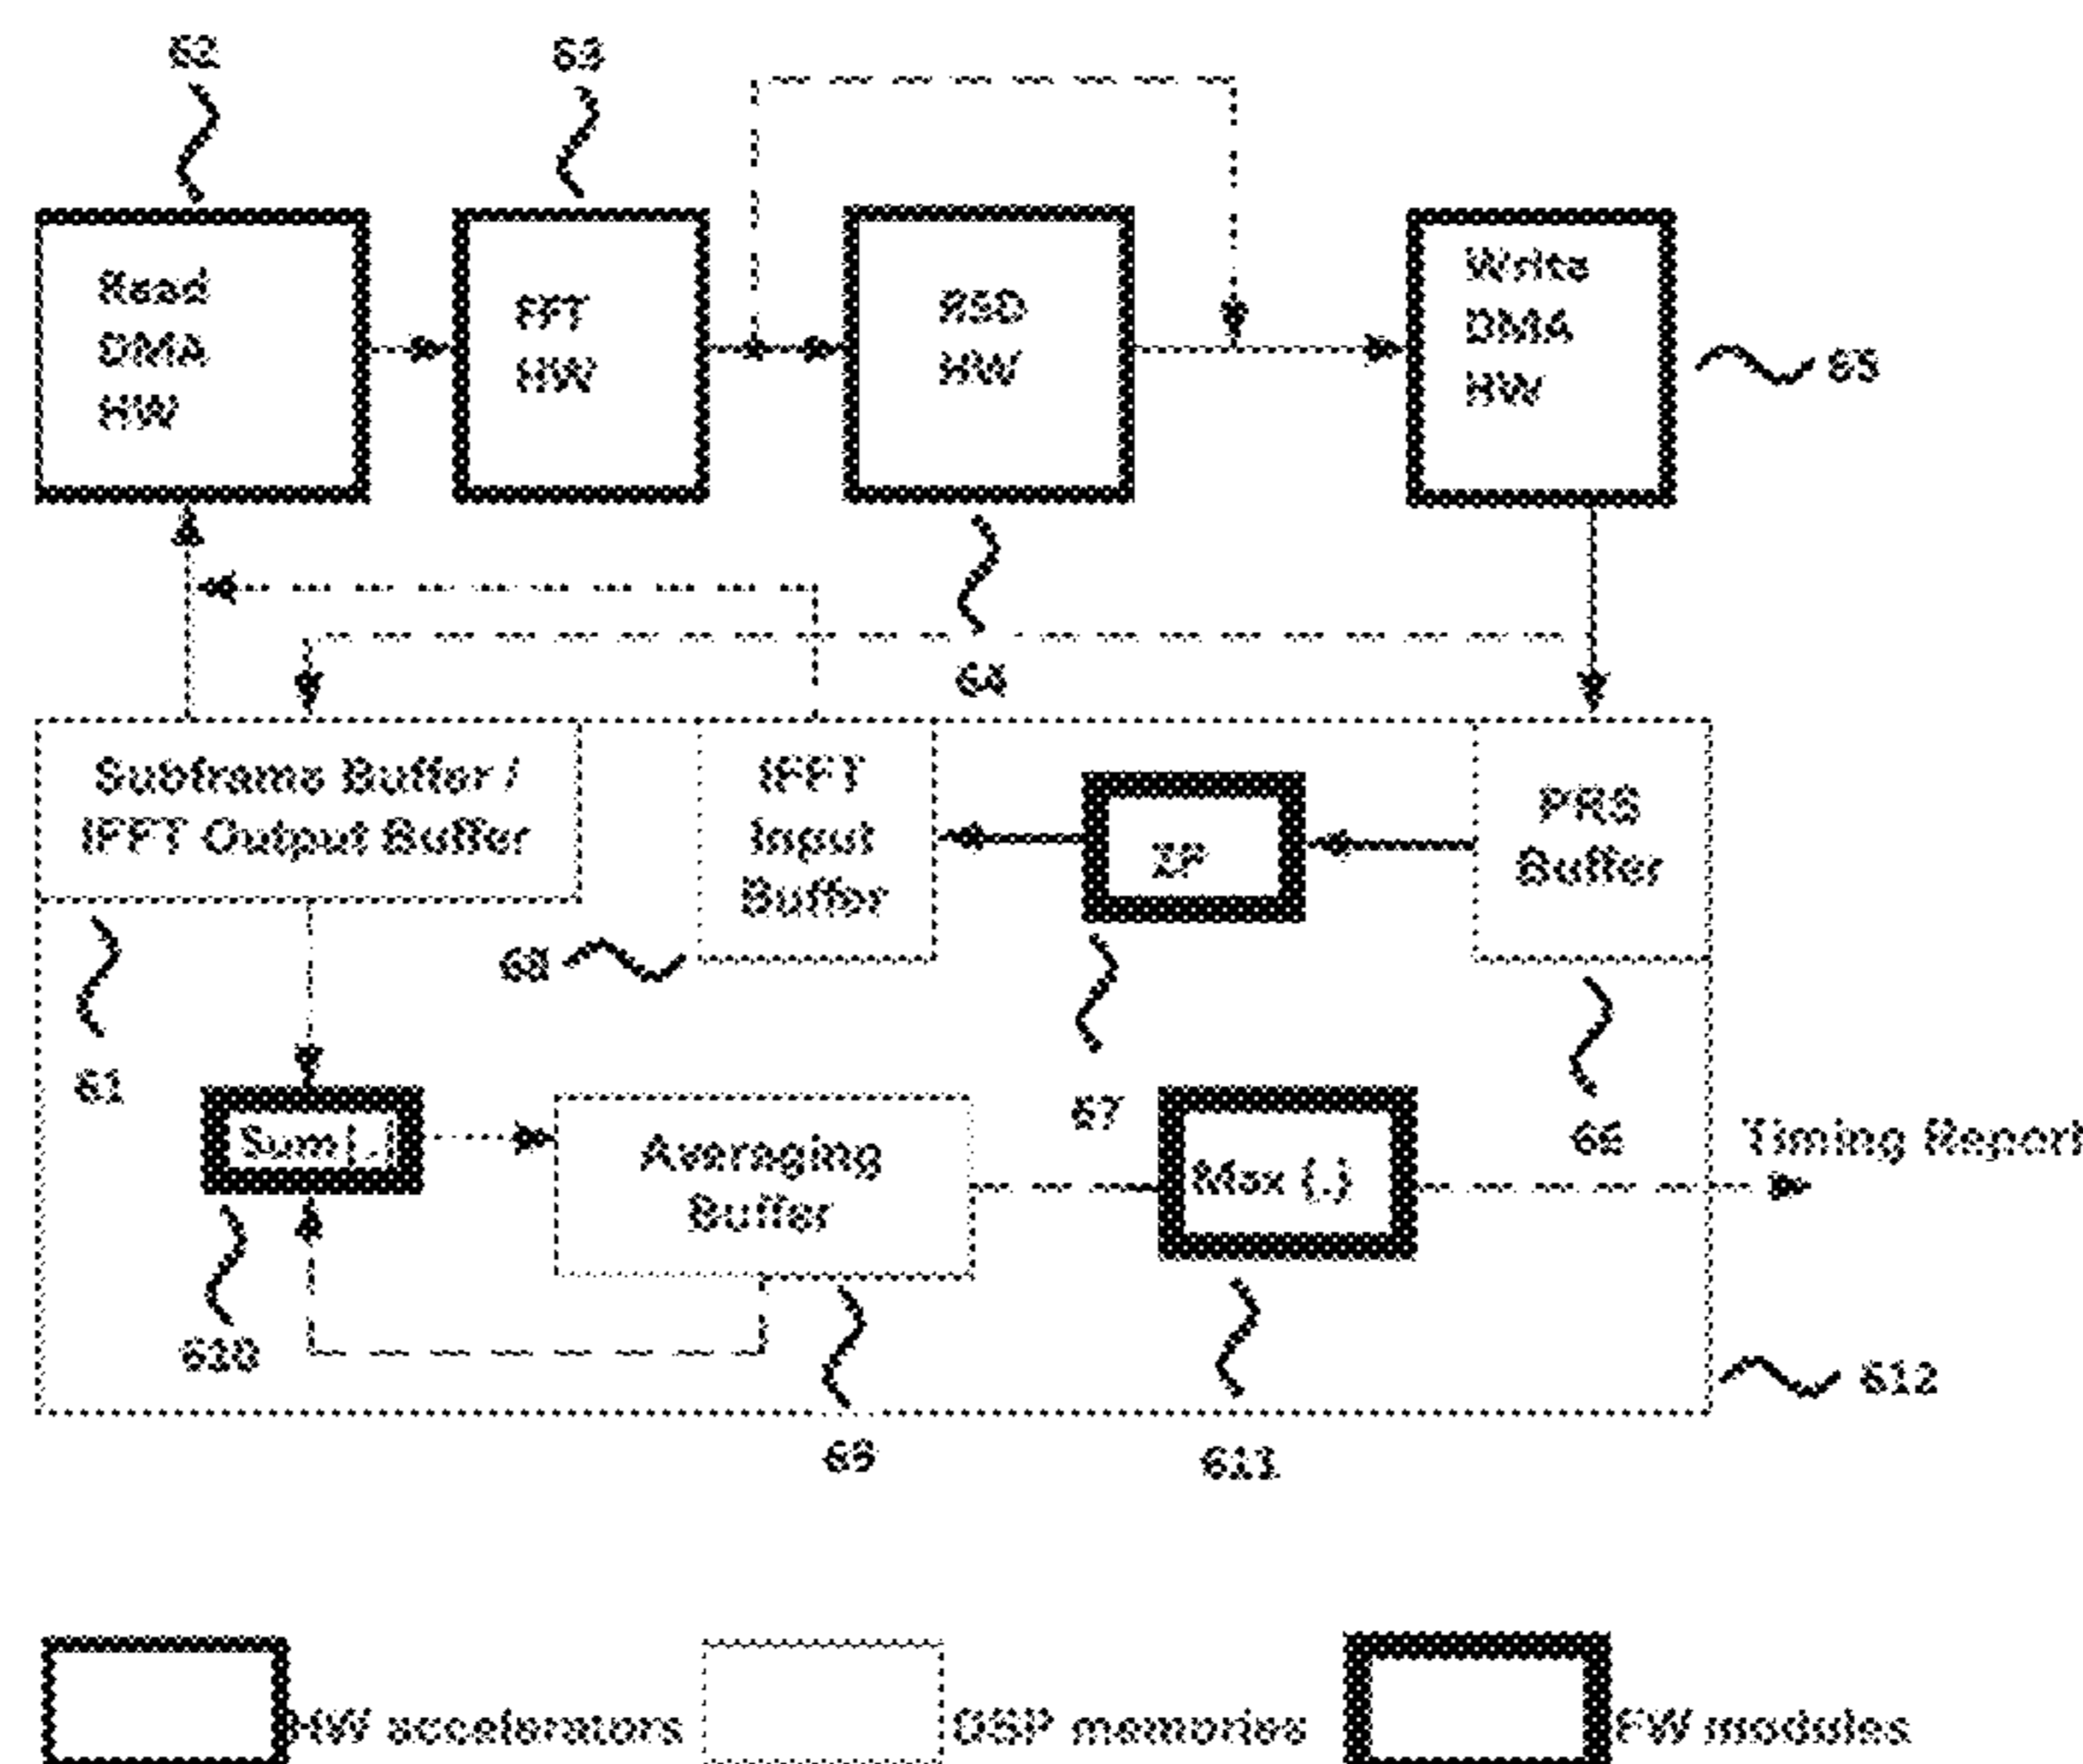 62
63
Read
DMA
HW
FFT
HW
RSD
HW
Write
DMA
HW
65
64
Subframe Buffer /
IFFT Output Buffer
IFFT
Input
Buffer
ZP
PRS
Buffer
68
61
67
66
Sum(.)
Averaging
Buffer
Max (.)
Timing Report
610
612
69
611
HW accelerators
DSP memories
FW modules